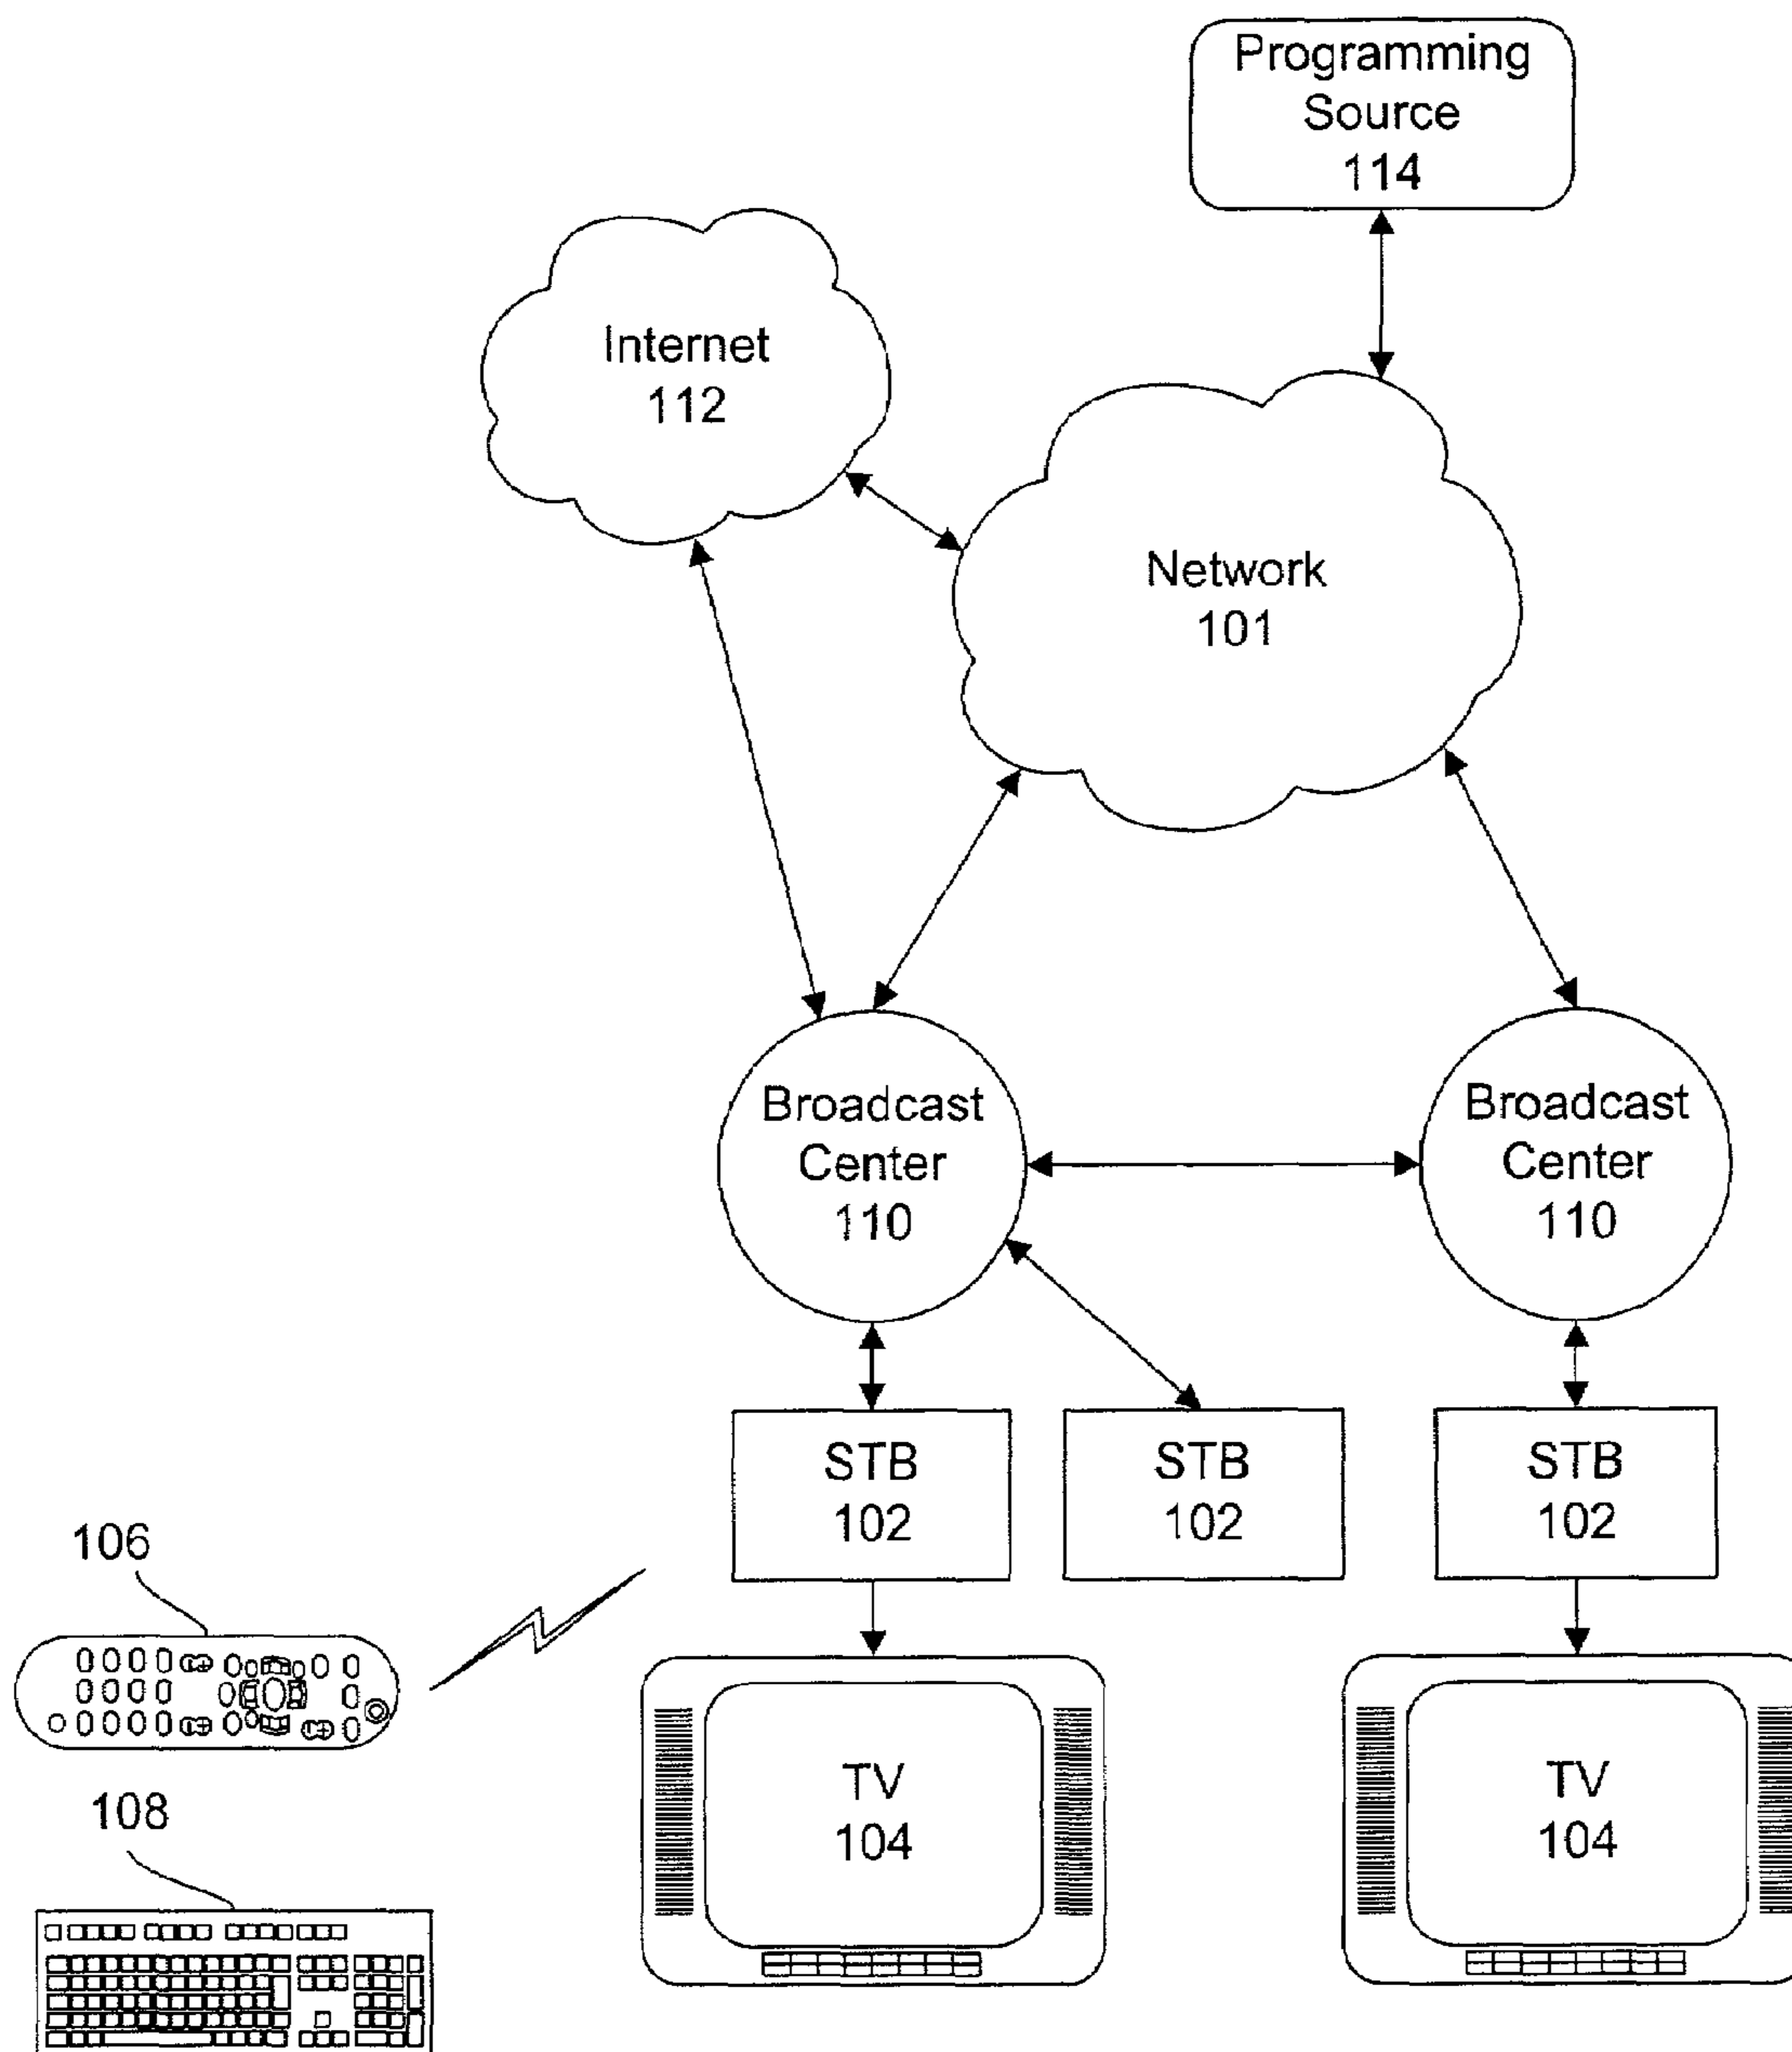 Programming
Source
114
Internet
112
Network
101
Broadcast
Center
110
Broadcast
Center
110
STB
102
STB
102
STB
102
106
TV
104
TV
104
108